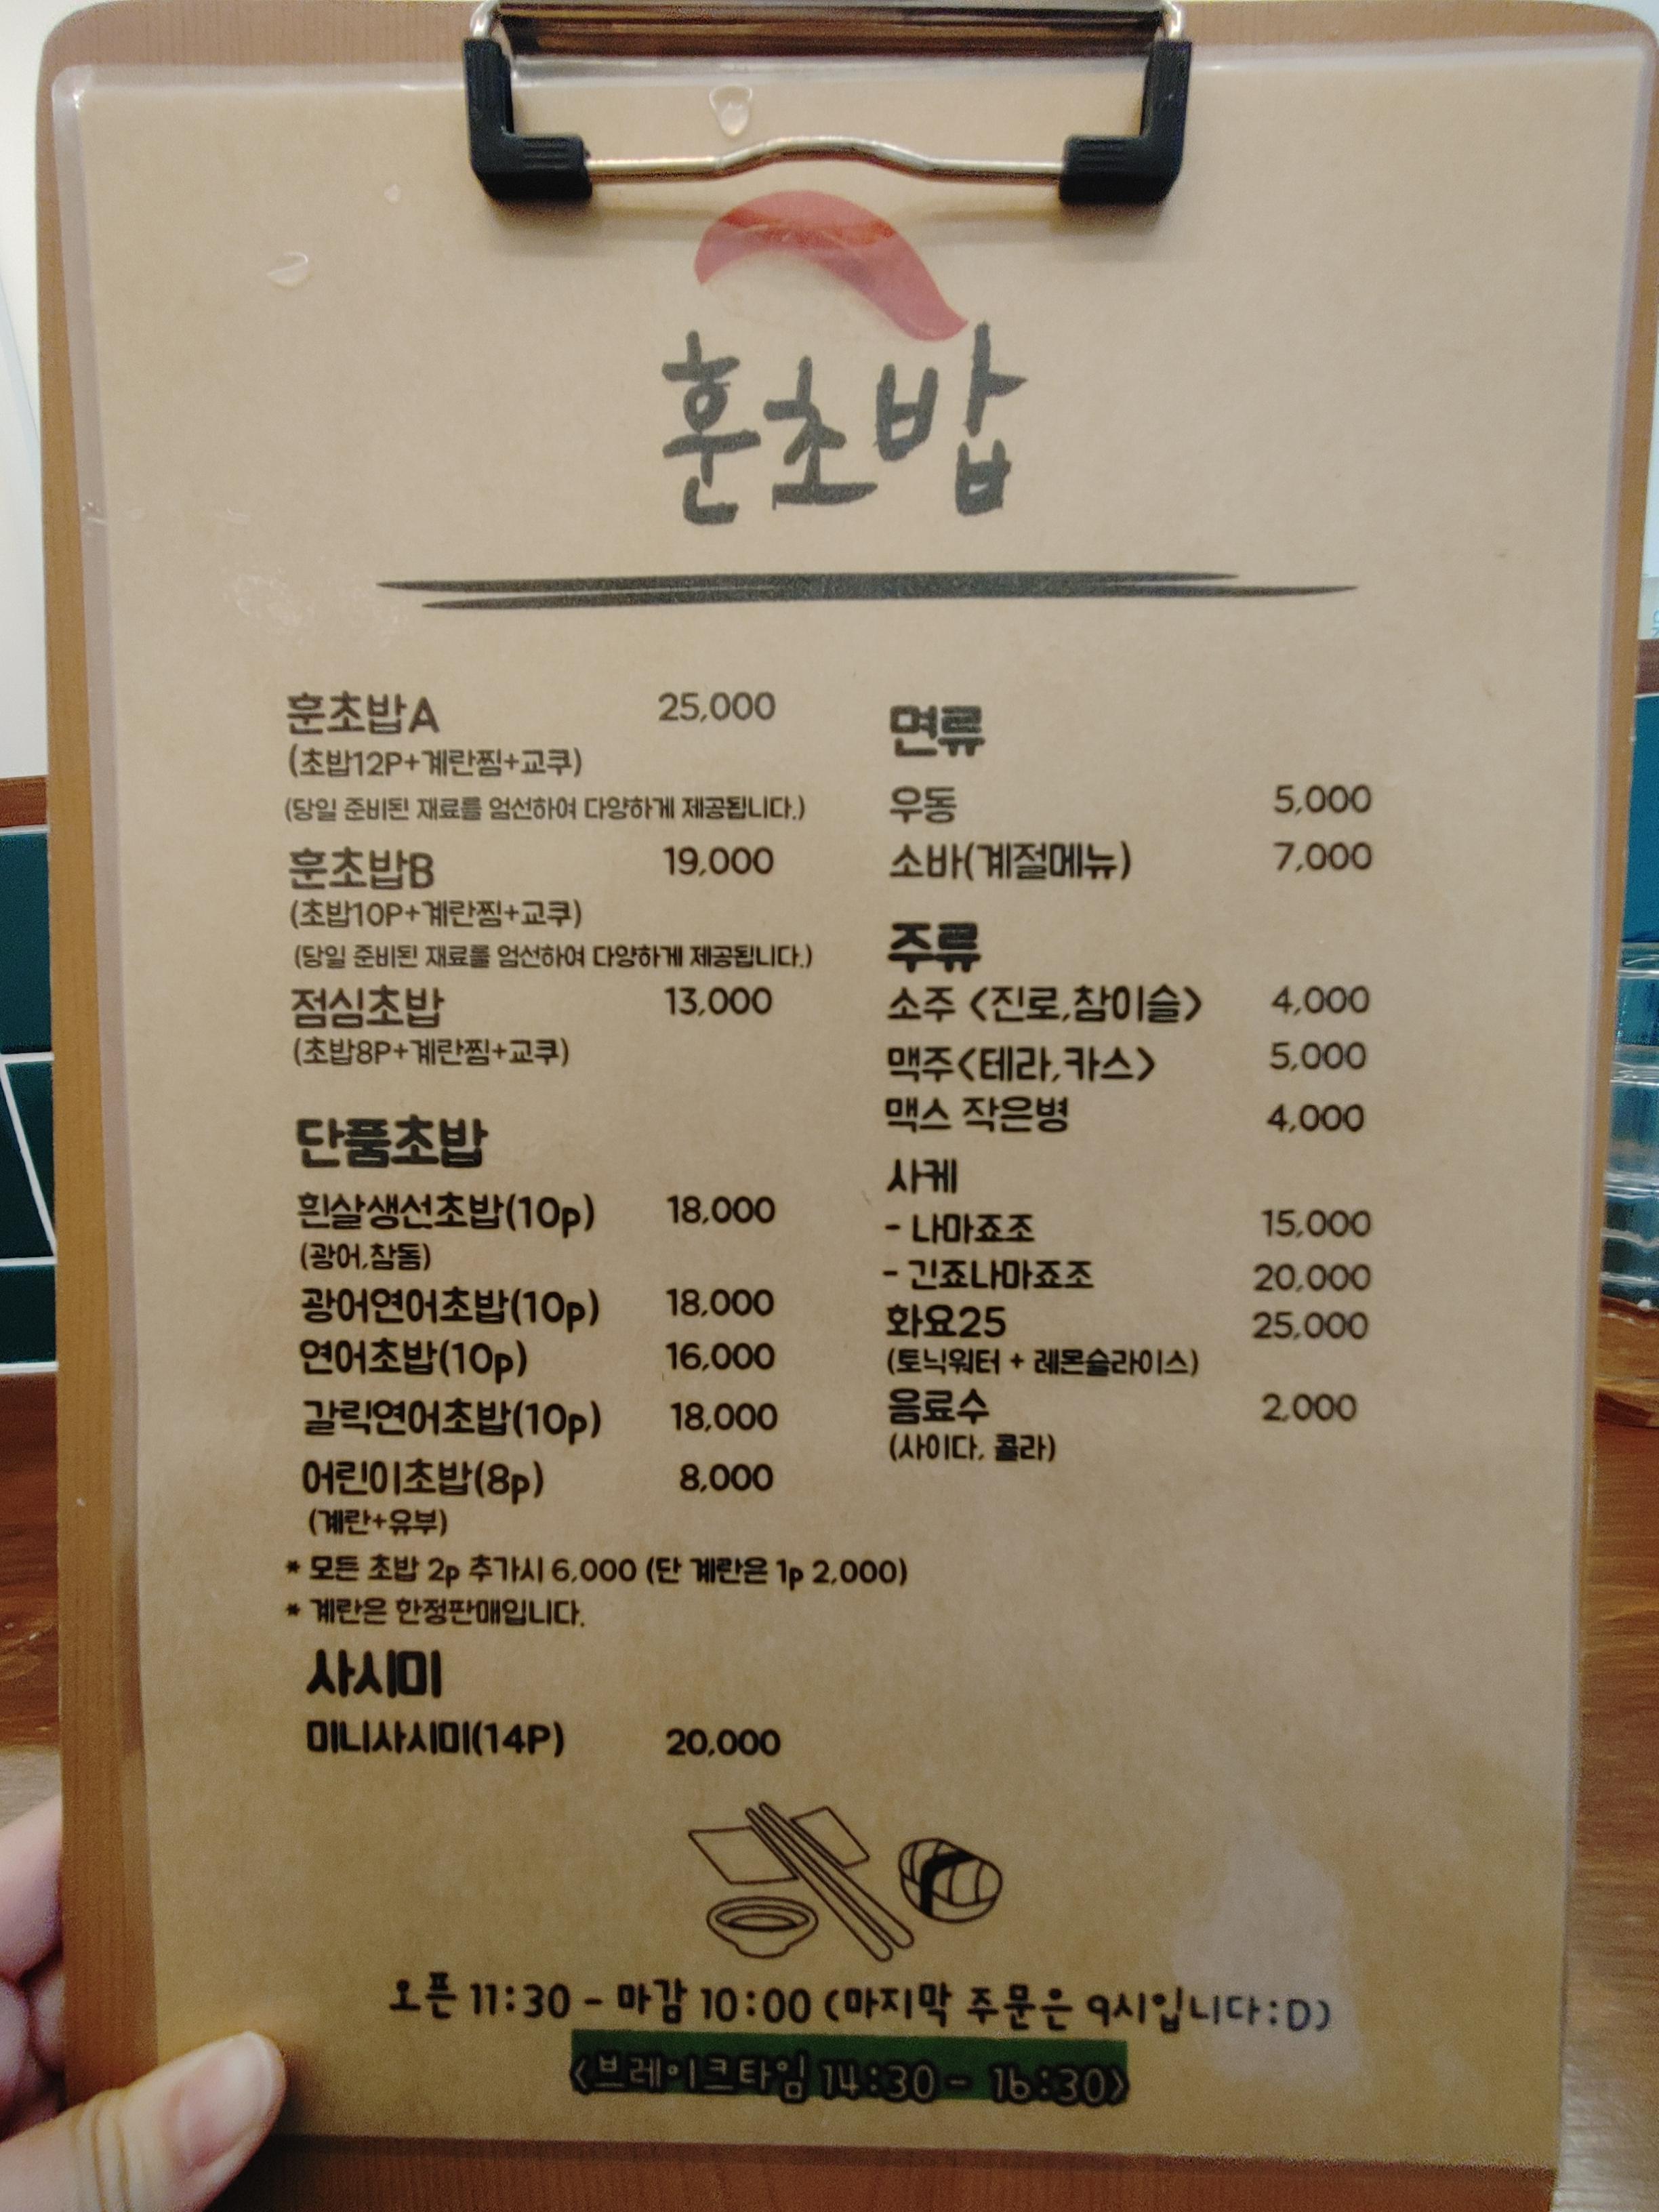 훈초밥
훈초밥A 25,000
(초밥12P+계란찜+교쿠)
(당일 준비된 재료를 엄선하여 다양하게 제공됩니다.)
훈초밥B 19,000
(초밥10P+계란찜+교쿠)
(당일 준비된 재료를 엄선하여 다양하게 제공됩니다.)
점심초밥 13,000
(초밥8P+계란찜+교쿠)
단품초밥
흰살생선초밥(10p) 18,000
(광어,참돔)
광어연어초밥(10p) 18,000
연어초밥(10p) 16,000
갈릭연어초밥(10p) 18,000
어린이초밥(8p) 8,000
(계란+유부)
* 모든 초밥 2p 추가시 6,000 (단 계란은 1p 2,000)
* 계란은 한정판매입니다.
사시미
미니사시미(14P) 20,000
면류
우동 5,000
소바(계절메뉴) 7,000
주류
소주 <진로,참이슬> 4,000
맥주<테라,카스> 5,000
맥스 작은병 4,000
사케
- 나마죠조 15,000
- 긴죠나마죠조 20,000
화요25 25,000
(토닉워터 + 레몬슬라이스)
음료수 2,000
(사이다, 콜라)
오픈 11:30 - 마감 10:00 (마지막 주문은 9시입니다:D)
<브레이크타임 14:30 - 16:30>